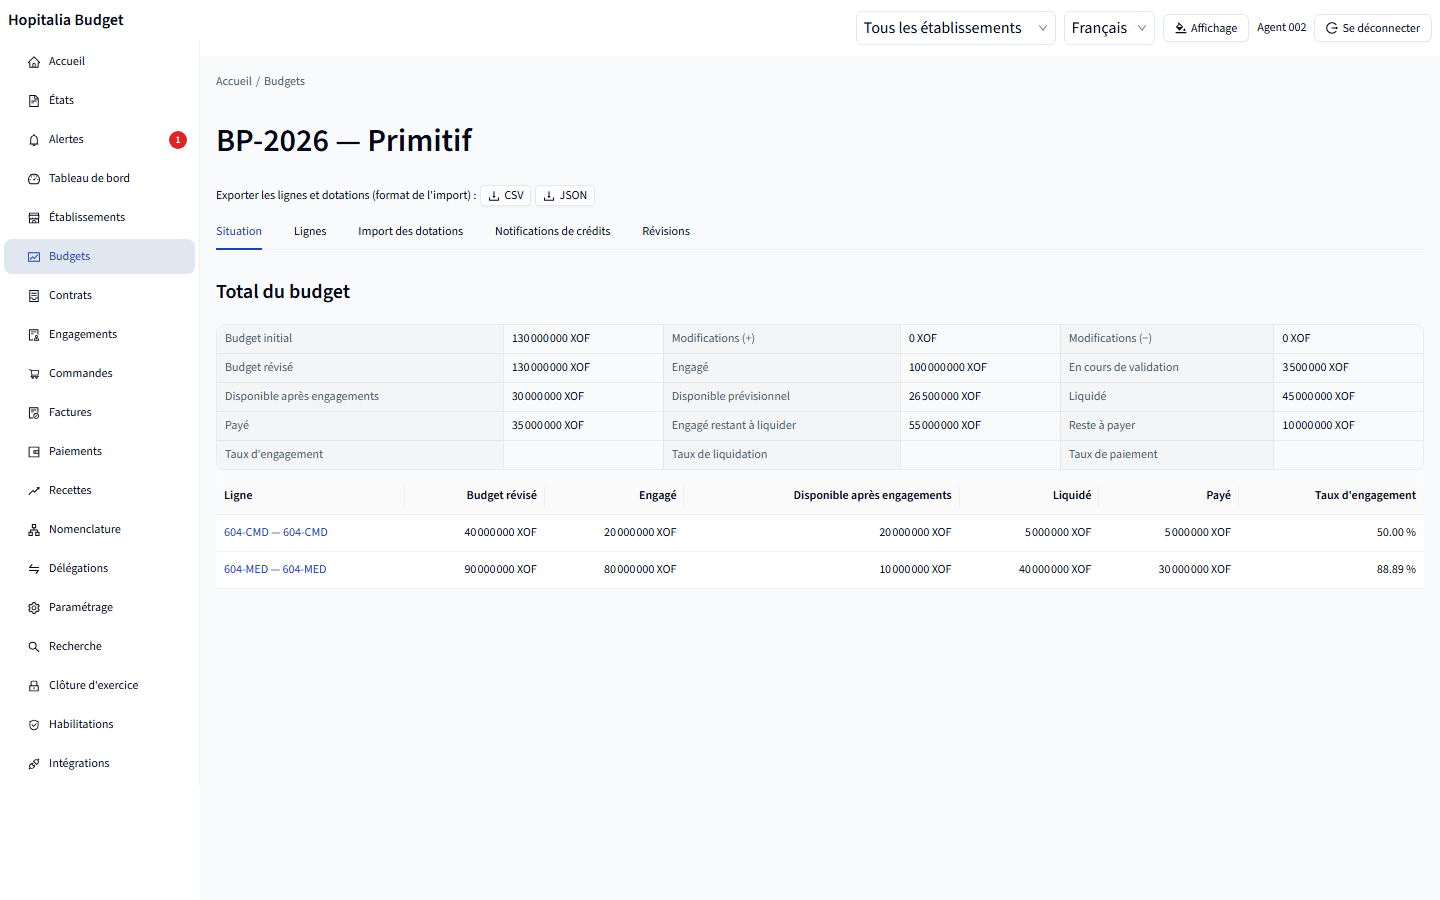 Hopitalia Budget
Tous les établissements
Français
Affichage
Agent 002
Se déconnecter
Accueil
États
Alertes
1
Tableau de bord
Établissements
Budgets
Contrats
Engagements
Commandes
Factures
Paiements
Recettes
Nomenclature
Délégations
Paramétrage
Recherche
Clôture d'exercice
Habilitations
Intégrations
Accueil / Budgets
BP-2026 — Primitif
Exporter les lignes et dotations (format de l'import) : CSV JSON
Situation Lignes Import des dotations Notifications de crédits Révisions
Total du budget
Budget initial 130 000 000 XOF Modifications (+) 0 XOF Modifications (−) 0 XOF
Budget révisé 130 000 000 XOF Engagé 100 000 000 XOF En cours de validation 3 500 000 XOF
Disponible après engagements 30 000 000 XOF Disponible prévisionnel 26 500 000 XOF Liquidé 45 000 000 XOF
Payé 35 000 000 XOF Engagé restant à liquider 55 000 000 XOF Reste à payer 10 000 000 XOF
Taux d'engagement Taux de liquidation Taux de paiement
Ligne Budget révisé Engagé Disponible après engagements Liquidé Payé Taux d'engagement
604-CMD — 604-CMD 40 000 000 XOF 20 000 000 XOF 20 000 000 XOF 5 000 000 XOF 5 000 000 XOF 50.00 %
604-MED — 604-MED 90 000 000 XOF 80 000 000 XOF 10 000 000 XOF 40 000 000 XOF 30 000 000 XOF 88.89 %